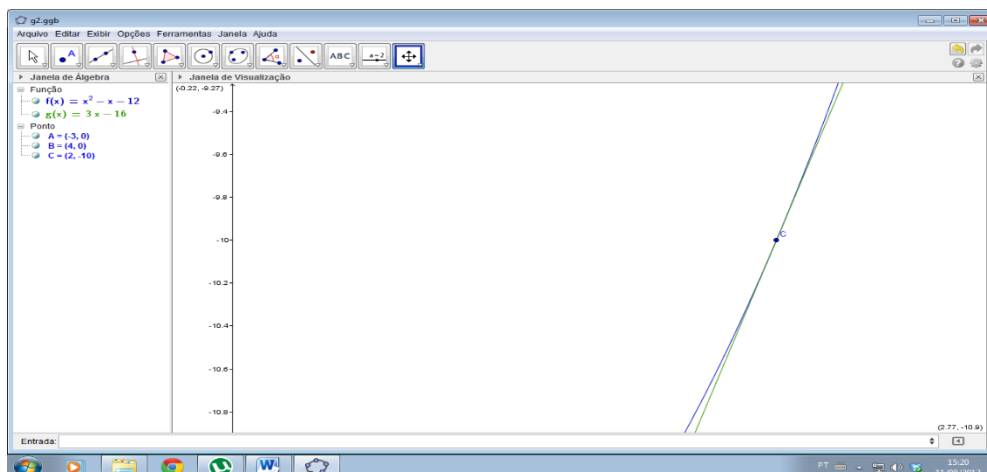 g2.ggb
Arquivo Editar Exibir Opções Ferramentas Janela Ajuda
A
ABC
a=2
Janela de Álgebra
Janela de Visualização
Função
f(x) = x² – x – 12
g(x) = 3 x – 16
Ponto
A = (-3, 0)
B = (4, 0)
C = (2, -10)
(-0.22, -9.27)
-9.4
-9.6
-9.8
-10
C
-10.2
-10.4
-10.6
-10.8
(2.77, -10.9)
Entrada:
W
PT
15:20